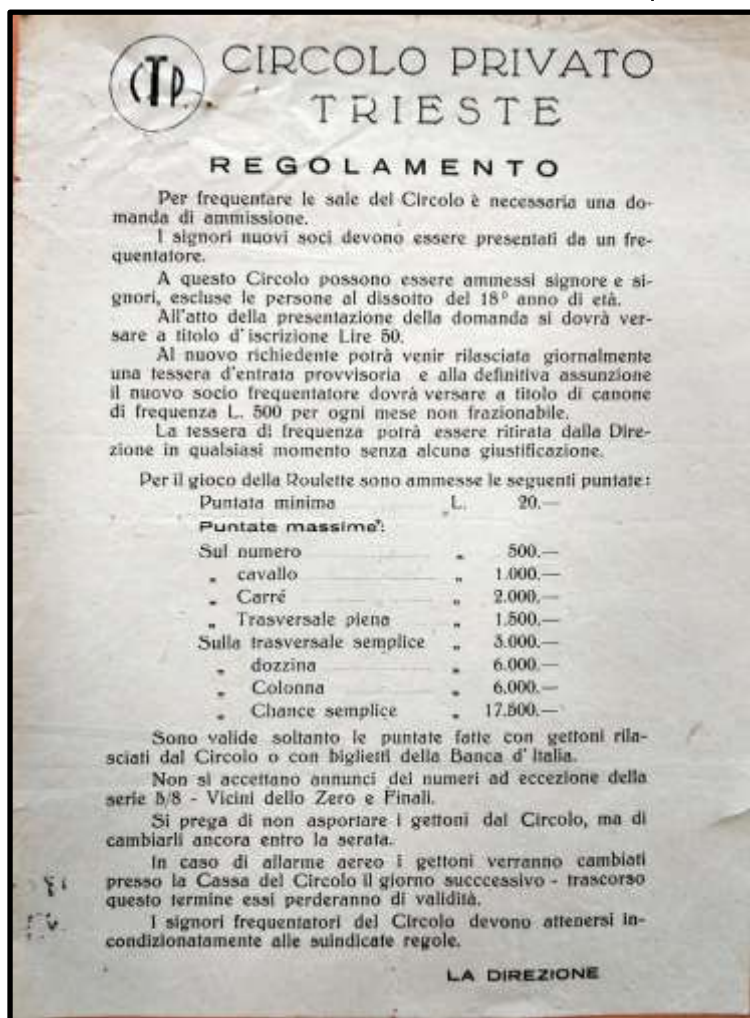 CTP
CIRCOLO PRIVATO
TRIESTE
REGOLAMENTO
Per frequentare le sale del Circolo è necessaria una do-
manda di ammissione.
I signori nuovi soci devono essere presentati da un fre-
quentatore.
A questo Circolo possono essere ammessi signore e si-
gnori, escluse le persone al dissotto del 18° anno di età.
All'atto della presentazione della domanda si dovrà ver-
sare a titolo d'iscrizione Lire 50.
Al nuovo richiedente potrà venir rilasciata giornalmente
una tessera d'entrata provvisoria e alla definitiva assunzione
il nuovo socio frequentatore dovrà versare a titolo di canone
di frequenza L. 500 per ogni mese non frazionabile.
La tessera di frequenza potrà essere ritirata dalla Dire-
zione in qualsiasi momento senza alcuna giustificazione.
Per il gioco della Roulette sono ammesse le seguenti puntate:
Puntata minima L. 20.—
Puntate massime:
Sul numero „ 500.—
„ cavallo „ 1.000.—
„ Carré „ 2.000.—
„ Trasversale piena „ 1.500.—
Sulla trasversale semplice „ 3.000.—
„ dozzina „ 6.000.—
„ Colonna „ 6.000.—
„ Chance semplice „ 17.500.—
Sono valide soltanto le puntate fatte con gettoni rila-
sciati dal Circolo o con biglietti della Banca d'Italia.
Non si accettano annunci dei numeri ad eccezione della
serie 5/8 - Vicini dello Zero e Finali.
Si prega di non asportare i gettoni dal Circolo, ma di
cambiarli ancora entro la serata.
In caso di allarme aereo i gettoni verranno cambiati
presso la Cassa del Circolo il giorno succcessivo - trascorso
questo termine essi perderanno di validità.
I signori frequentatori del Circolo devono attenersi in-
condizionatamente alle suindicate regole.
LA DIREZIONE